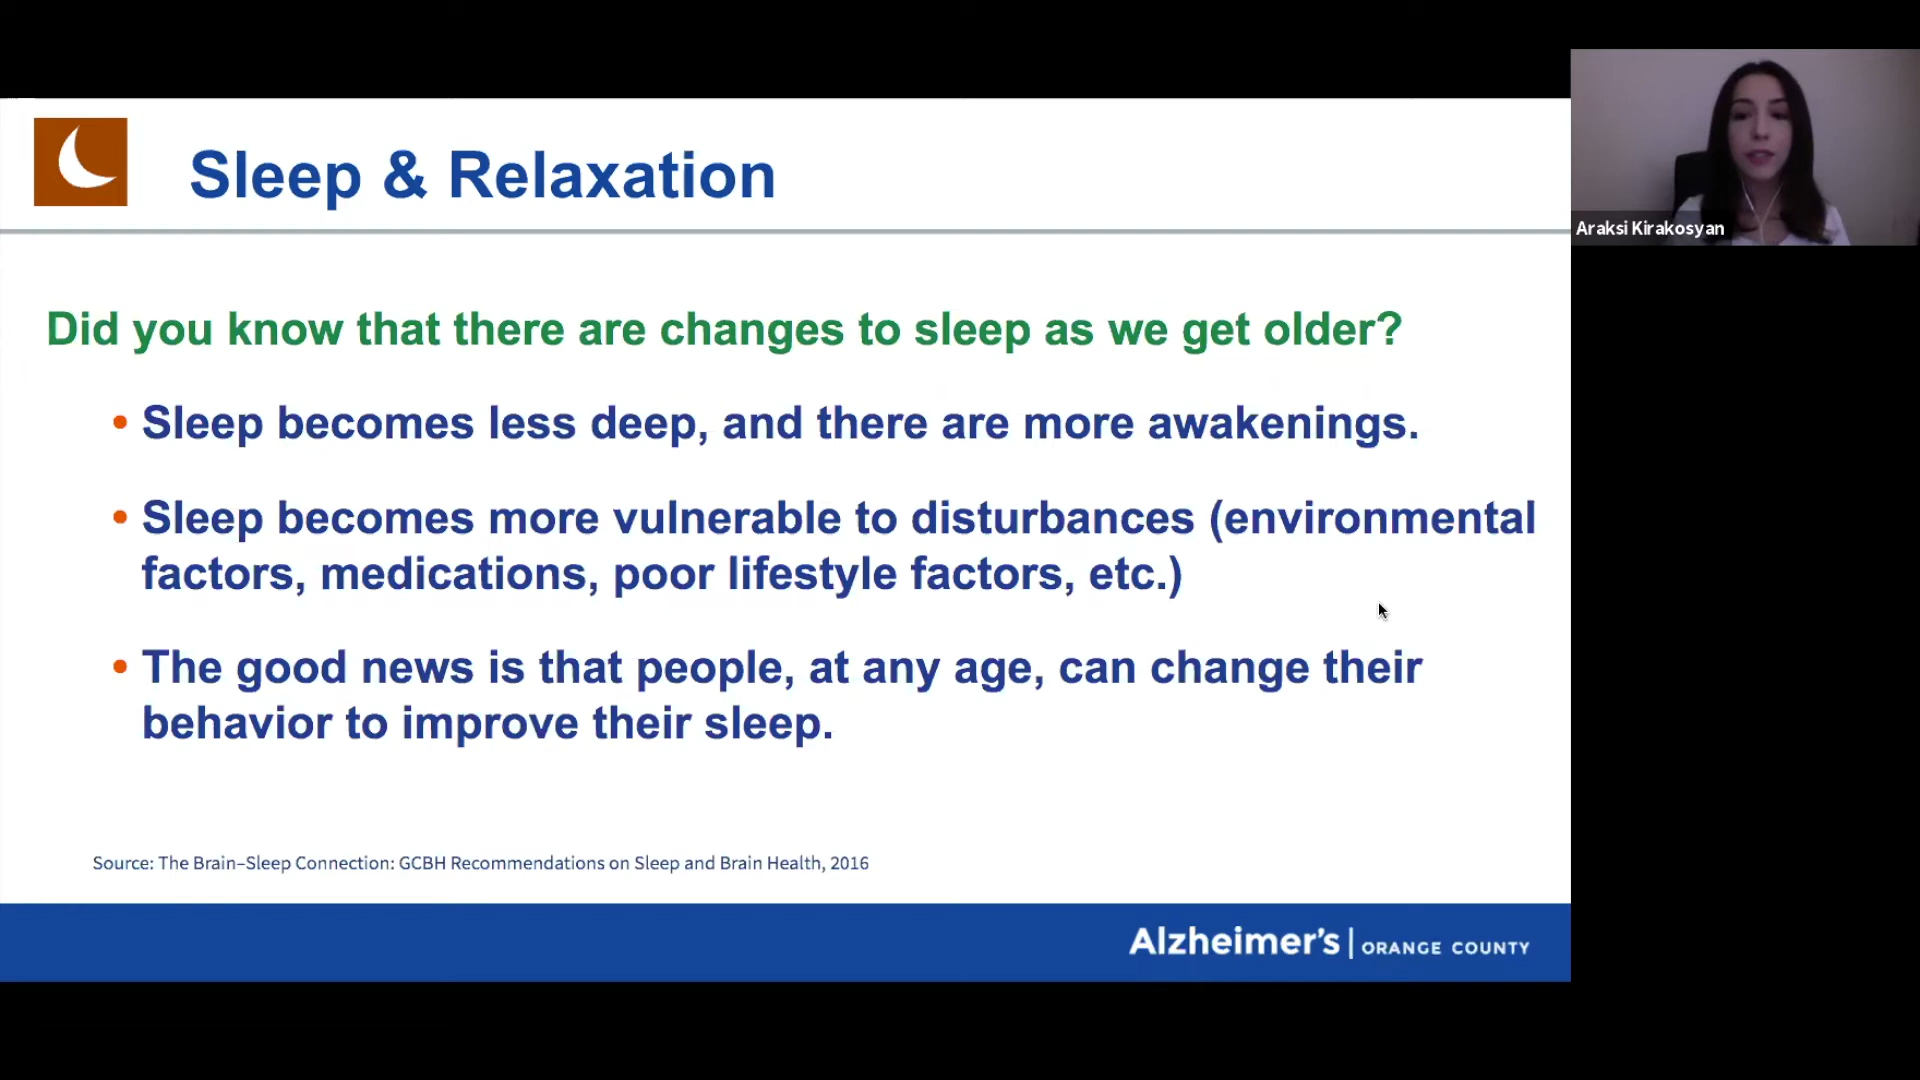 Sleep & Relaxation
Araksi Kirakosyan
Did you know that there are changes to sleep as we get older?
• Sleep becomes less deep, and there are more awakenings.
• Sleep becomes more vulnerable to disturbances (environmental
factors, medications, poor lifestyle factors, etc.)
• The good news is that people, at any age, can change their
behavior to improve their sleep.
Source: The Brain–Sleep Connection: GCBH Recommendations on Sleep and Brain Health, 2016
Alzheimer's | ORANGE COUNTY